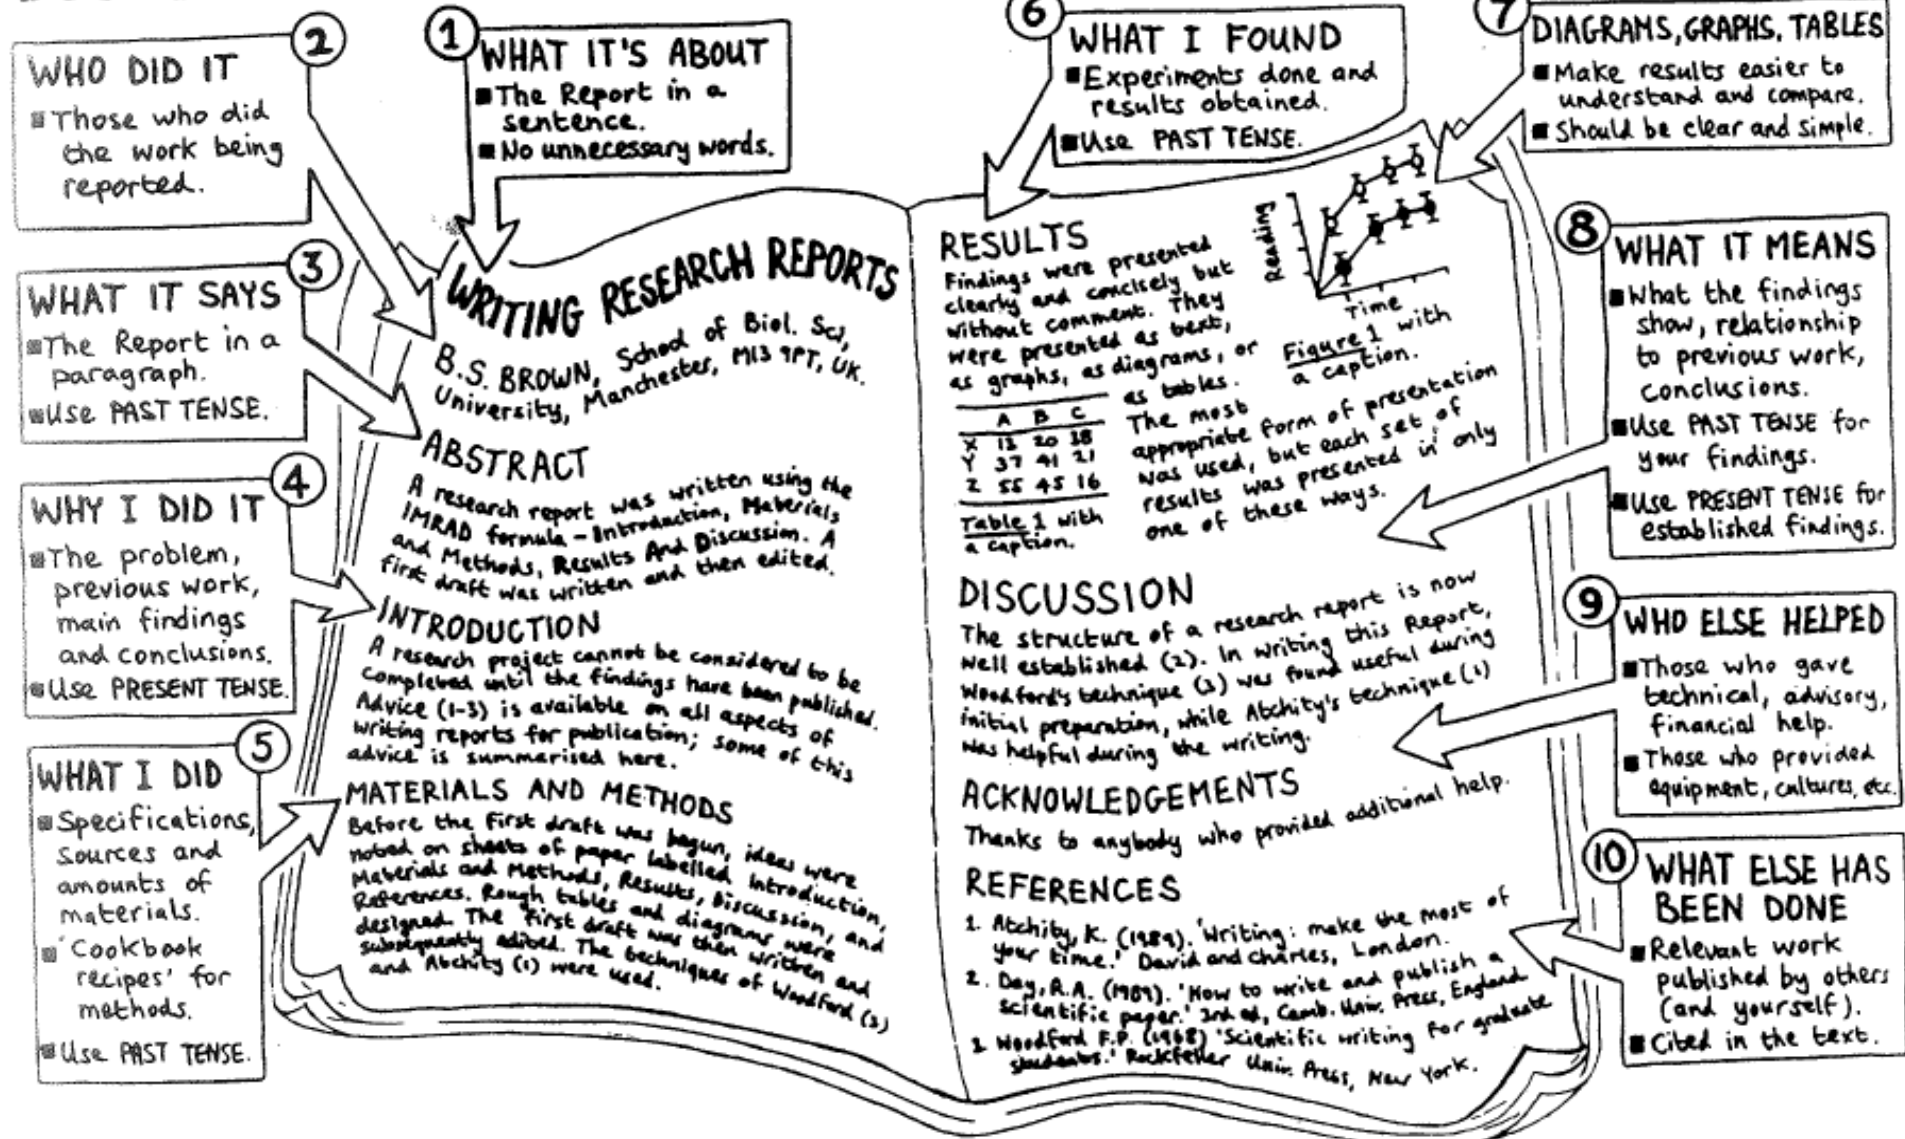 1
WHAT IT'S ABOUT
■ The Report in a
sentence.
■ No unnecessary words.
2
WHO DID IT
■ Those who did
the work being
reported.
3
WHAT IT SAYS
■ The Report in a
paragraph.
■ Use PAST TENSE.
4
WHY I DID IT
■ The problem,
previous work,
main findings
and conclusions.
■ Use PRESENT TENSE.
5
WHAT I DID
■ Specifications,
sources and
amounts of
materials.
■ 'Cookbook
recipes' for
methods.
■ Use PAST TENSE.
WRITING RESEARCH REPORTS
B.S. BROWN, School of Biol. Sci,
University, Manchester, M13 9PT, UK.
ABSTRACT
A research report was written using the
IMRAD formula – Introduction, Materials
and Methods, Results And Discussion. A
first draft was written and then edited.
INTRODUCTION
A research project cannot be considered to be
completed until the findings have been published.
Advice (1-3) is available on all aspects of
writing reports for publication; some of this
advice is summarised here.
MATERIALS AND METHODS
Before the first draft was begun, ideas were
noted on sheets of paper labelled Introduction,
Materials and Methods, Results, Discussion, and
References. Rough tables and diagrams were
designed. The first draft was then written and
subsequently edited. The techniques of Woodford (3)
and Atchity (1) were used.
6
WHAT I FOUND
■ Experiments done and
results obtained.
■ Use PAST TENSE.
7
DIAGRAMS, GRAPHS, TABLES
■ Make results easier to
understand and compare.
■ Should be clear and simple.
8
WHAT IT MEANS
■ What the findings
show, relationship
to previous work,
conclusions.
■ Use PAST TENSE for
your findings.
■ Use PRESENT TENSE for
established findings.
9
WHO ELSE HELPED
■ Those who gave
technical, advisory,
financial help.
■ Those who provided
equipment, cultures, etc.
10
WHAT ELSE HAS
BEEN DONE
■ Relevant work
published by others
(and yourself).
■ Cited in the text.
RESULTS
Findings were presented
clearly and concisely but
without comment. They
were presented as text,
as graphs, as diagrams, or
as tables.
The most
appropriate form of presentation
was used, but each set of
results was presented in only
one of these ways.
Reading
Time
Figure 1 with
a caption.
A B C
X 13 20 38
Y 37 41 21
Z 55 45 16
Table 1 with
a caption.
DISCUSSION
The structure of a research report is now
well established (2). In writing this Report,
Woodford's technique (3) was found useful during
initial preparation, while Atchity's technique (1)
was helpful during the writing.
ACKNOWLEDGEMENTS
Thanks to anybody who provided additional help.
REFERENCES
1. Atchity, K. (1989). 'Writing: make the most of
your time.' David and Charles, London.
2. Day, R.A. (1989). 'How to write and publish a
scientific paper.' 3rd ed, Camb. Univ. Press, England
3 Woodford F.P. (1968) 'Scientific writing for graduate
students.' Rockfeller Univ. Press, New York.